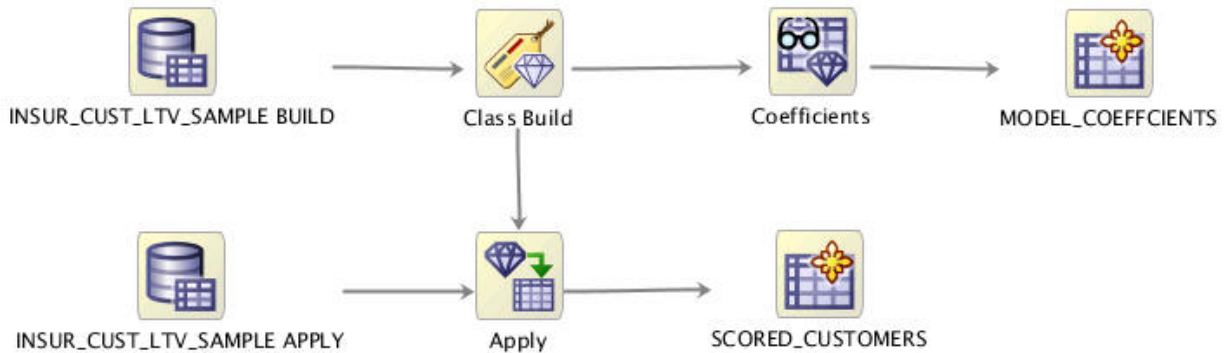 INSUR_CUST_LTV_SAMPLE BUILD
Class Build
Coefficients
MODEL_COEFFCIENTS
INSUR_CUST_LTV_SAMPLE APPLY
Apply
SCORED_CUSTOMERS